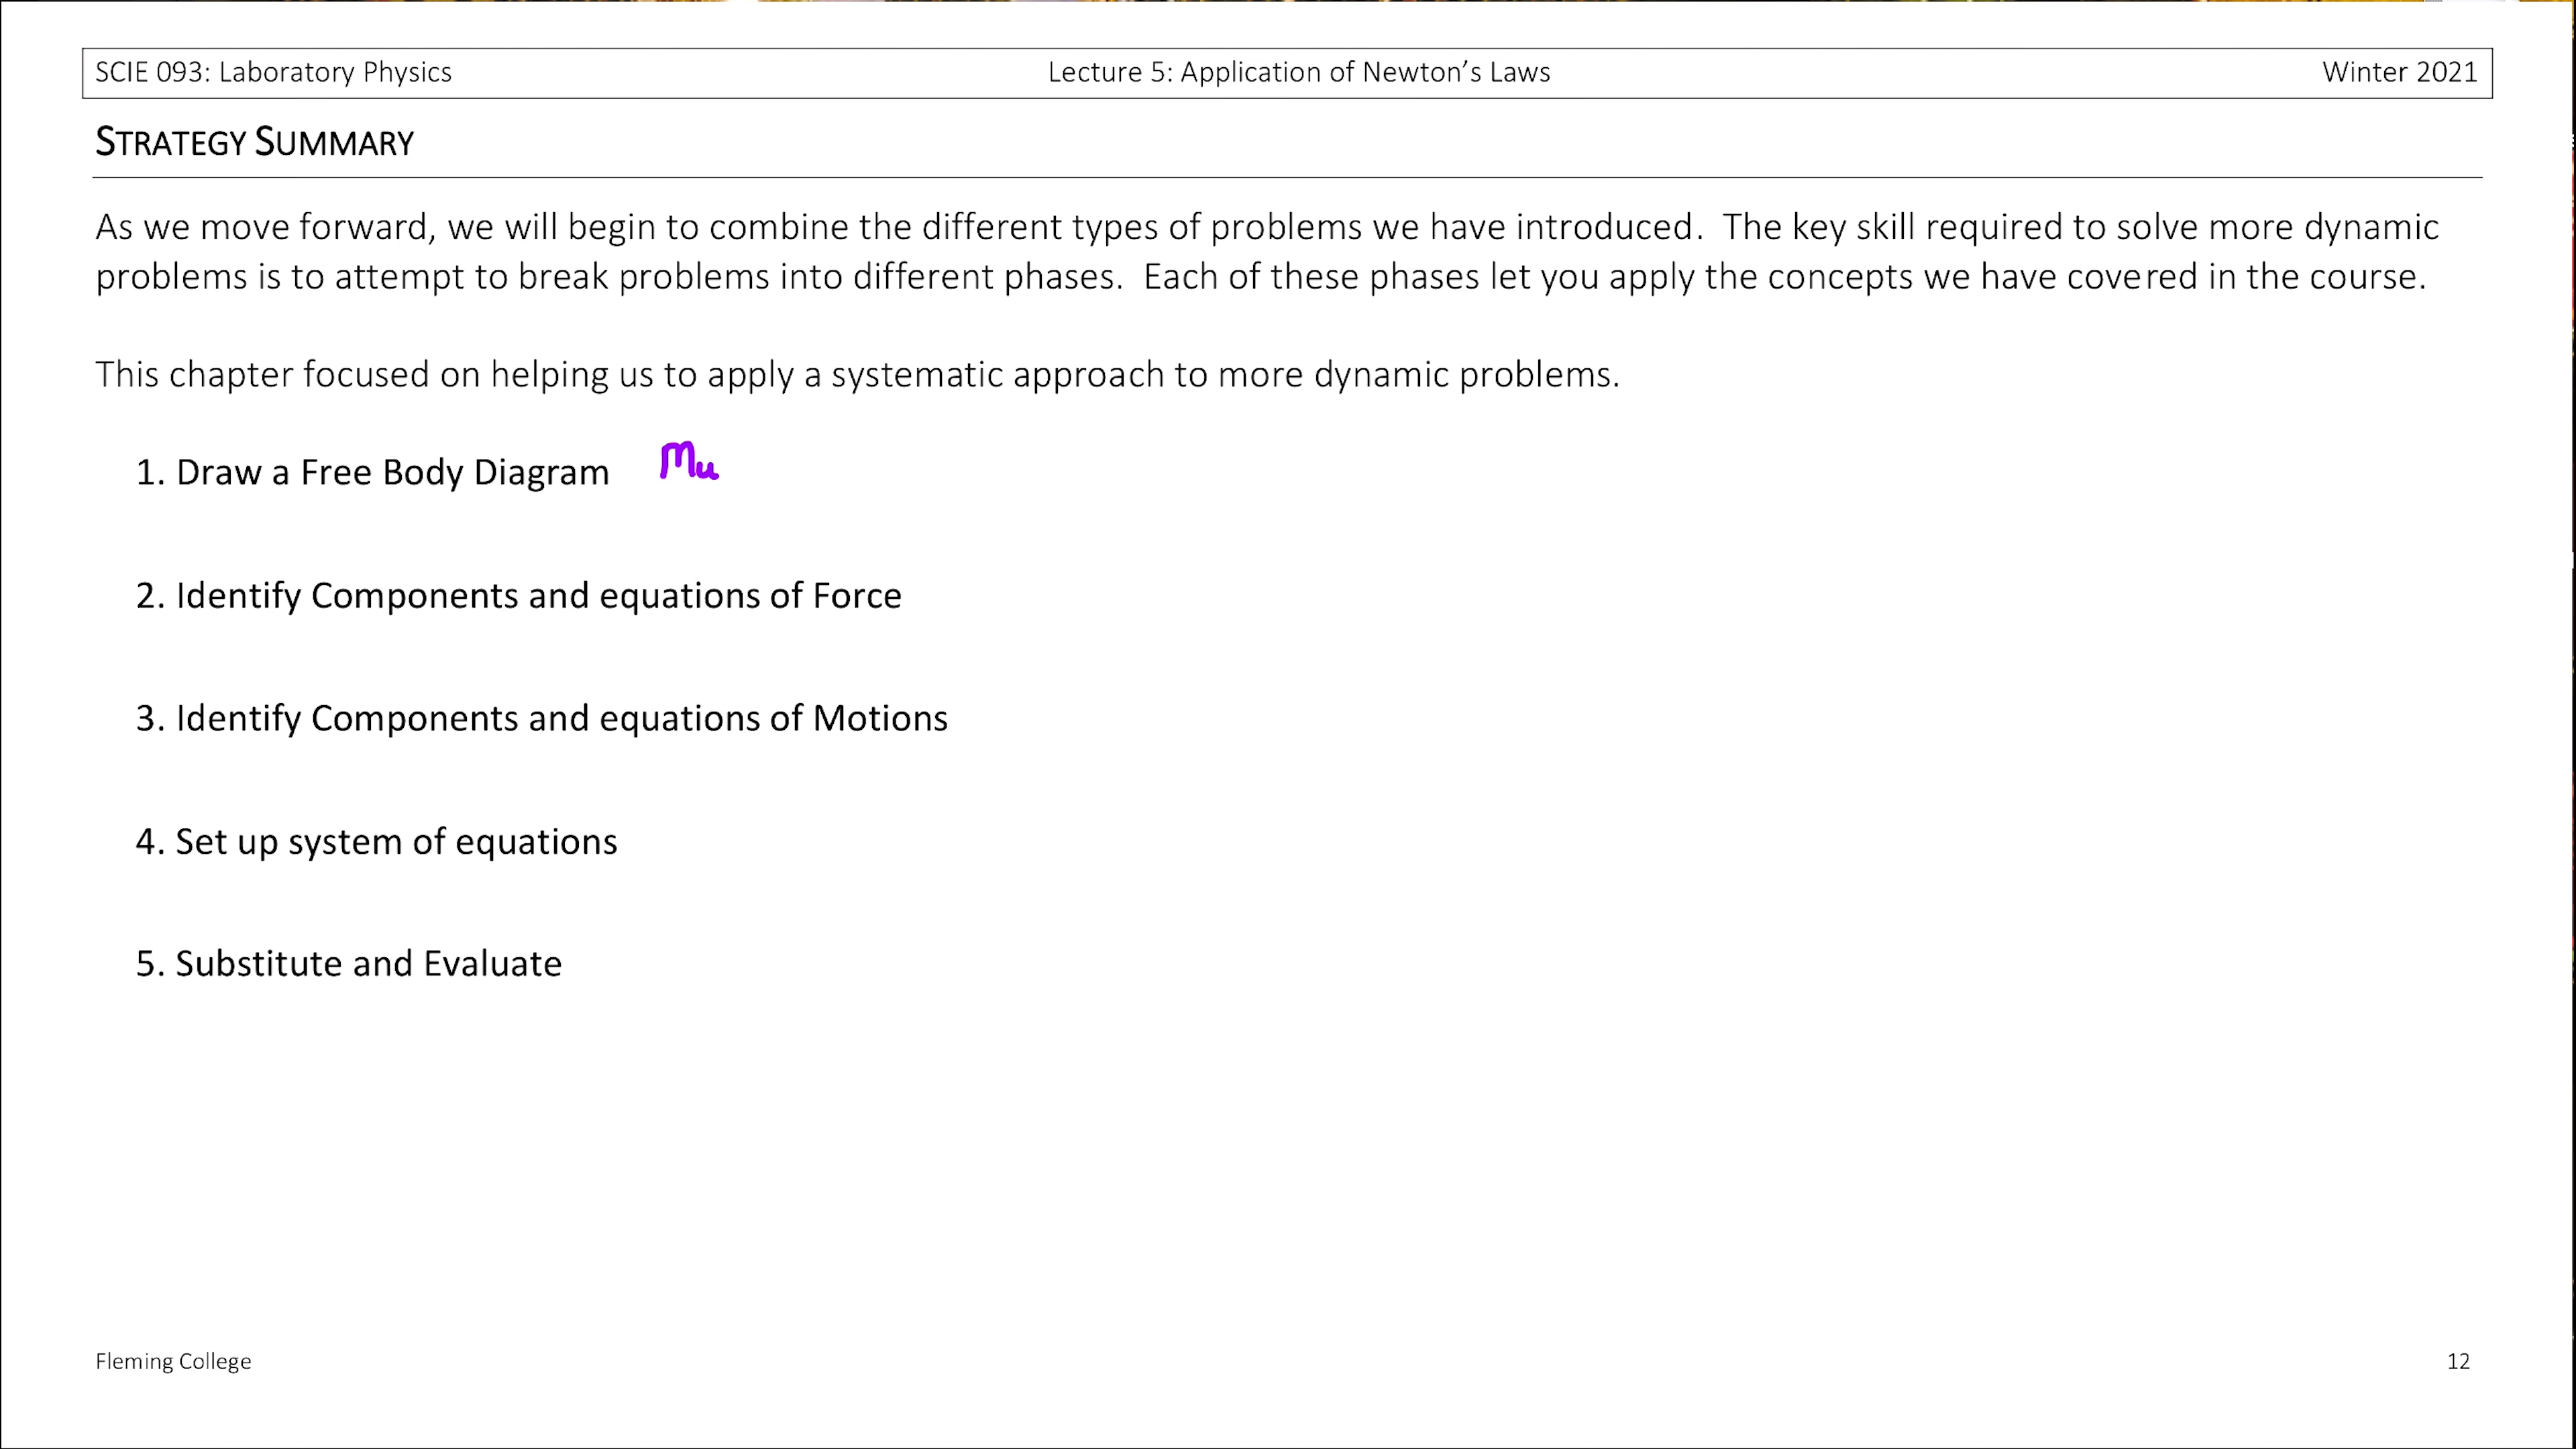 SCIE 093: Laboratory Physics Lecture 5: Application of Newton's Laws Winter 2021
STRATEGY SUMMARY
As we move forward, we will begin to combine the different types of problems we have introduced. The key skill required to solve more dynamic
problems is to attempt to break problems into different phases. Each of these phases let you apply the concepts we have covered in the course.
This chapter focused on helping us to apply a systematic approach to more dynamic problems.
1. Draw a Free Body Diagram Mu
2. Identify Components and equations of Force
3. Identify Components and equations of Motions
4. Set up system of equations
5. Substitute and Evaluate
Fleming College 12